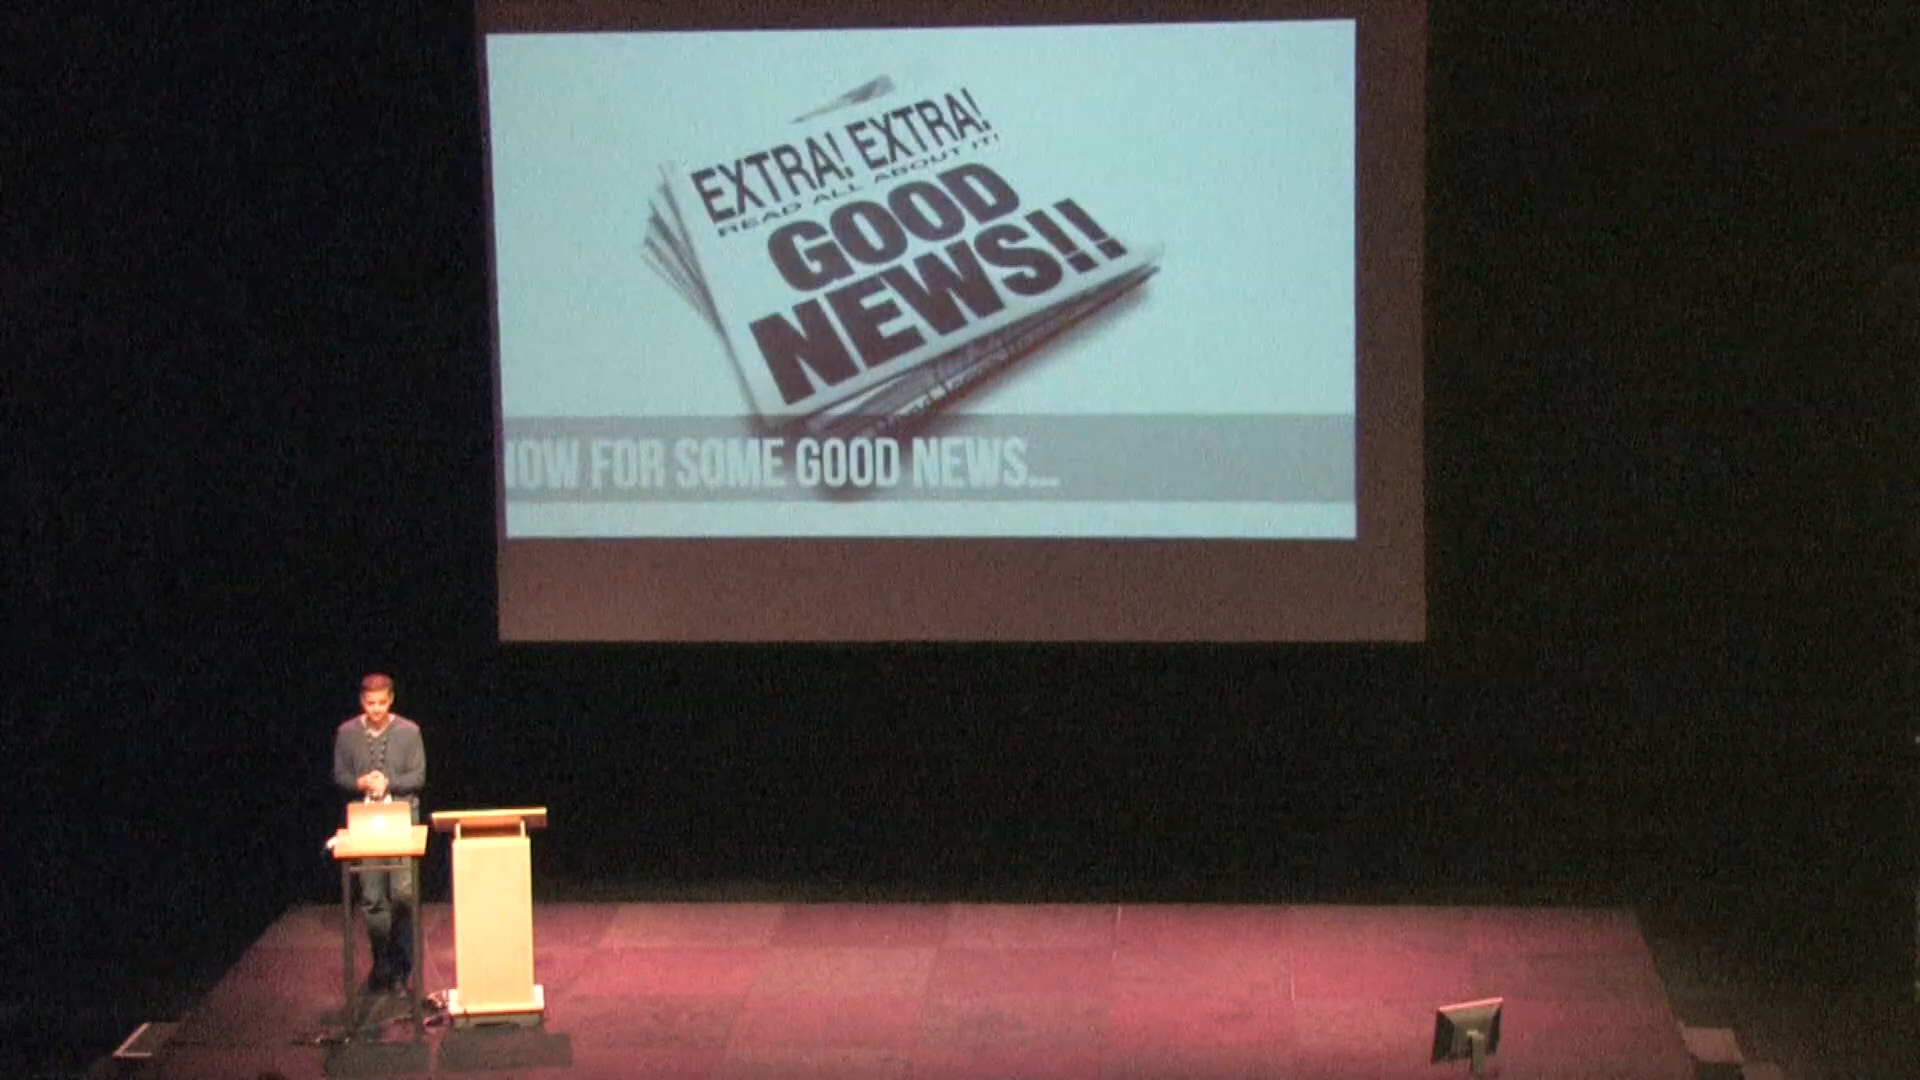 EXTRA! EXTRA!
READ ALL ABOUT IT!
GOOD
NEWS!!
OW FOR SOME GOOD NEWS...